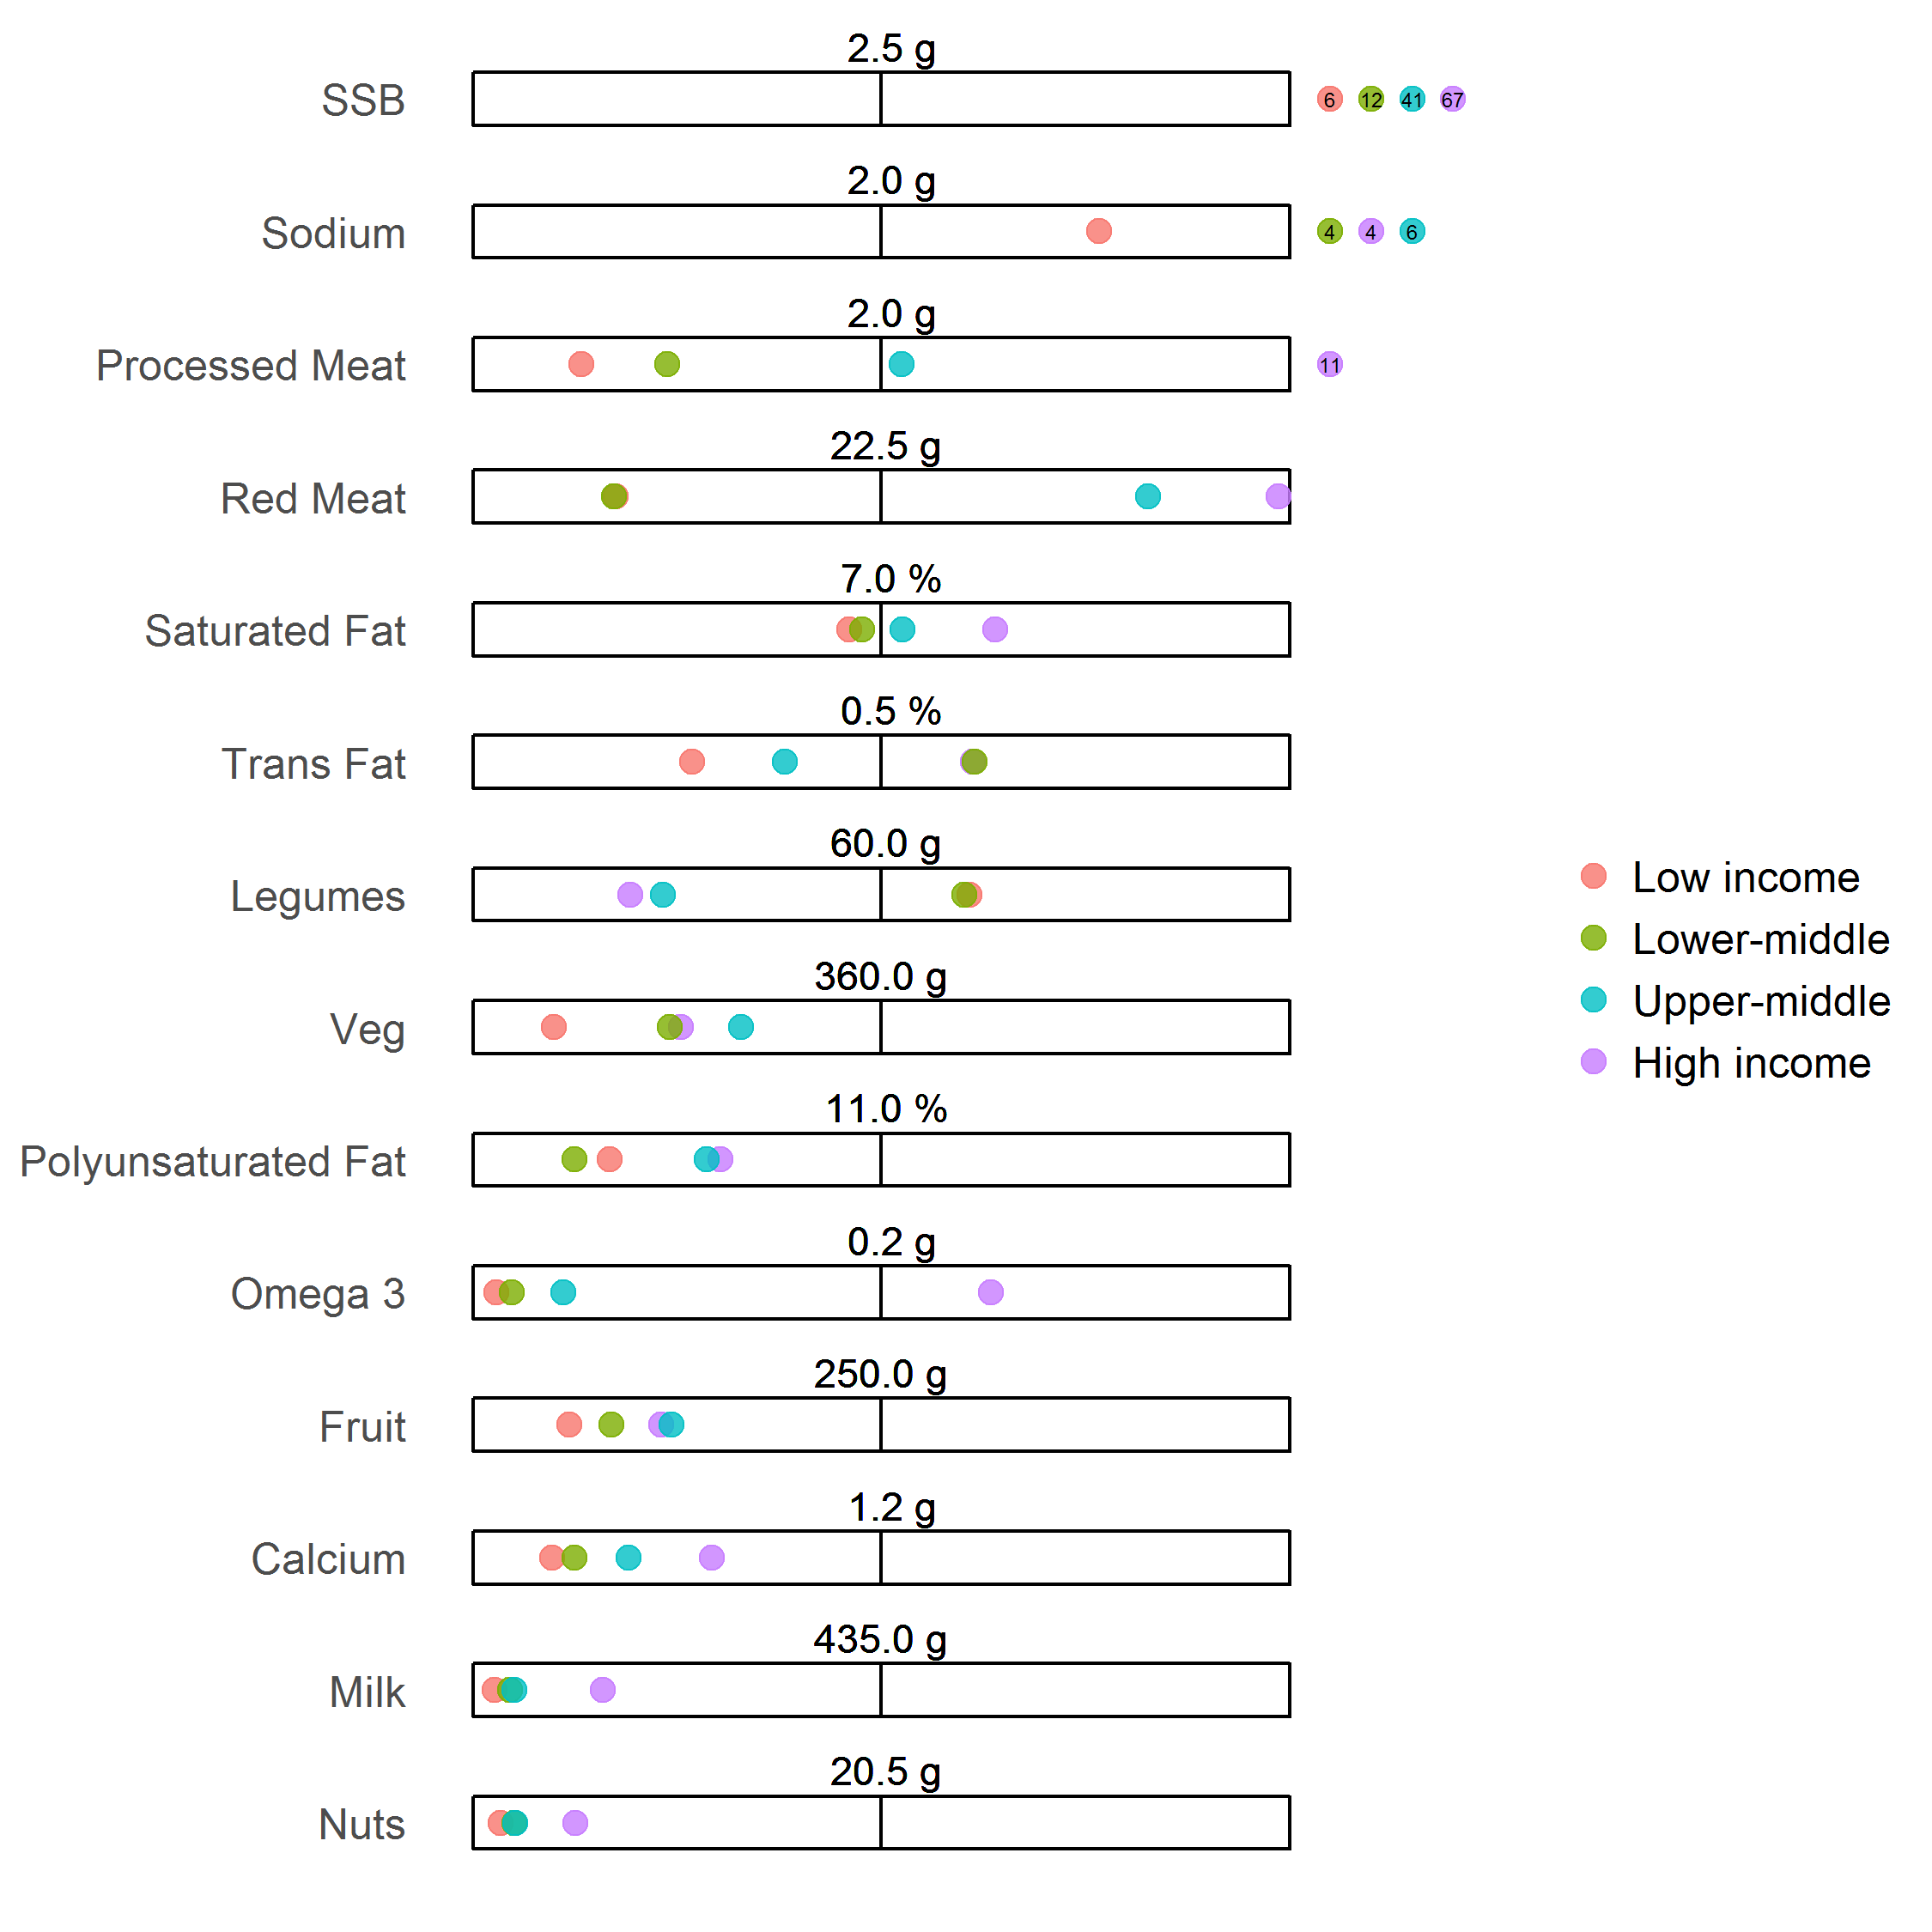 2.5 g
SSB
6 12 41 67
2.0 g
Sodium
4 4 6
2.0 g
Processed Meat
11
22.5 g
Red Meat
7.0 %
Saturated Fat
0.5 %
Trans Fat
60.0 g
Legumes
360.0 g
Veg
11.0 %
Polyunsaturated Fat
0.2 g
Omega 3
250.0 g
Fruit
1.2 g
Calcium
435.0 g
Milk
20.5 g
Nuts
Low income
Lower-middle
Upper-middle
High income